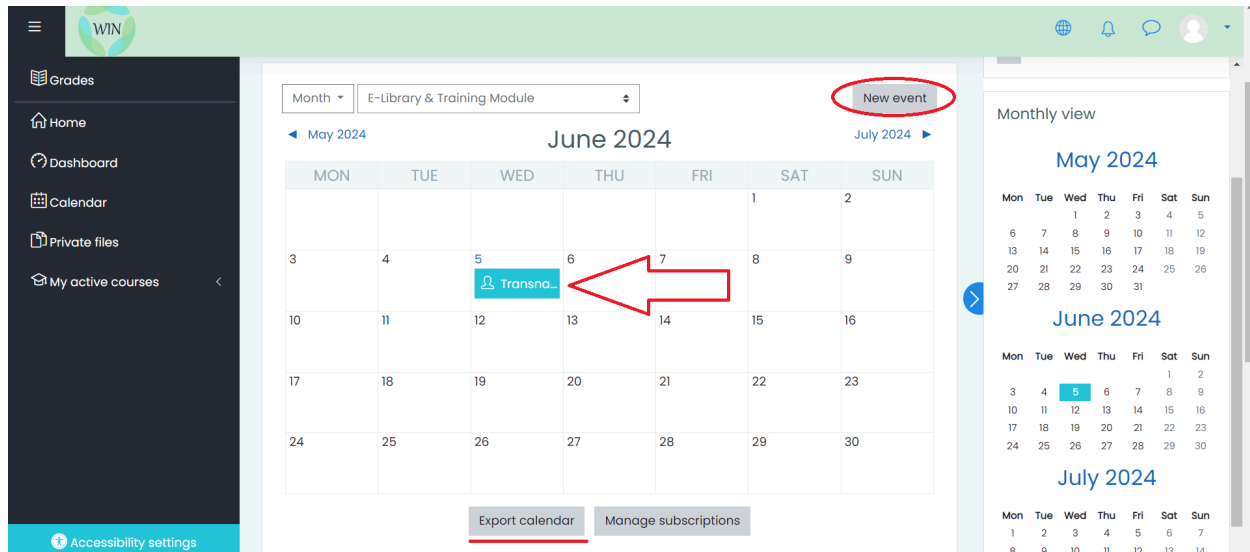 WIN
Grades
Home
Dashboard
Calendar
Private files
My active courses
Accessibility settings
Month
E-Library & Training Module
New event
May 2024
June 2024
July 2024
MON TUE WED THU FRI SAT SUN
1 2
3 4 5 6 7 8 9
Transna...
10 11 12 13 14 15 16
17 18 19 20 21 22 23
24 25 26 27 28 29 30
Export calendar
Manage subscriptions
Monthly view
May 2024
Mon Tue Wed Thu Fri Sat Sun
1 2 3 4 5
6 7 8 9 10 11 12
13 14 15 16 17 18 19
20 21 22 23 24 25 26
27 28 29 30 31
June 2024
Mon Tue Wed Thu Fri Sat Sun
1 2
3 4 5 6 7 8 9
10 11 12 13 14 15 16
17 18 19 20 21 22 23
24 25 26 27 28 29 30
July 2024
Mon Tue Wed Thu Fri Sat Sun
1 2 3 4 5 6 7
8 9 10 11 12 13 14